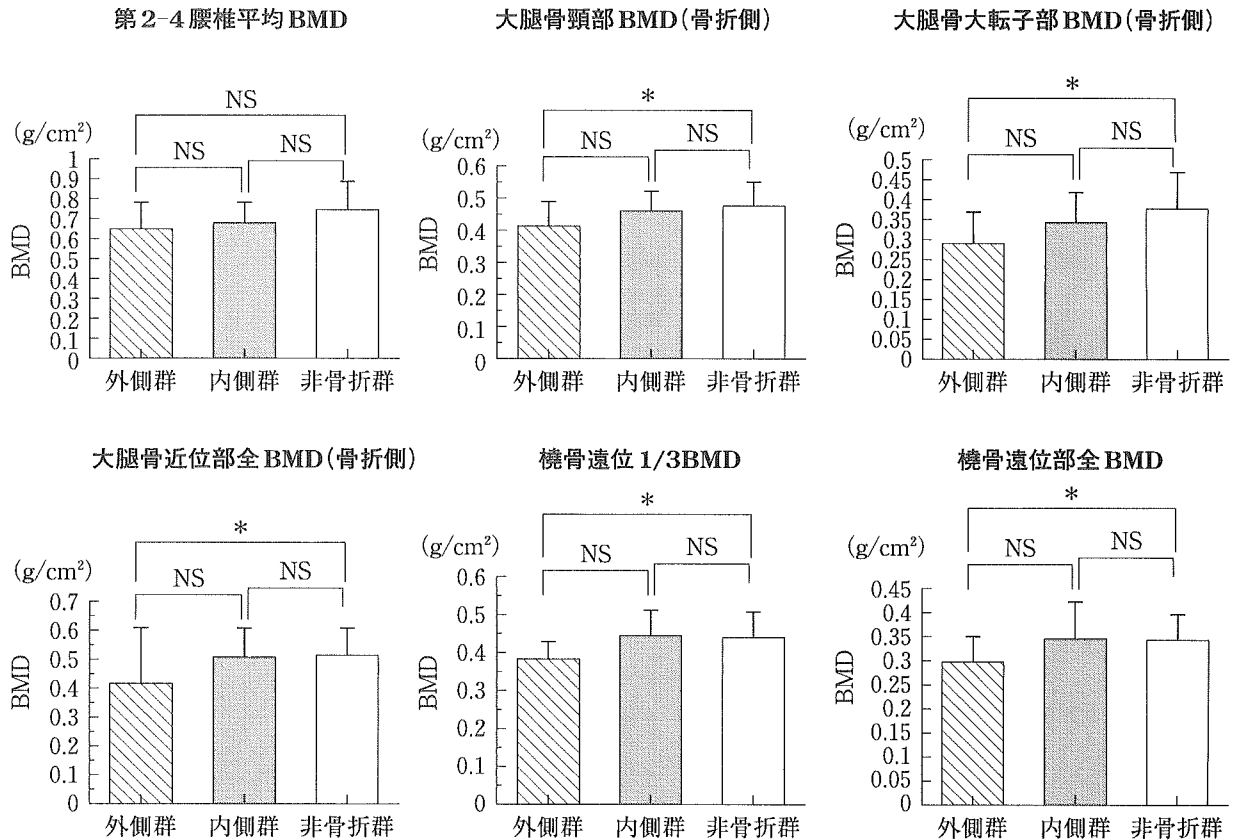 第2-4腰椎平均BMD
NS
(g/cm²)
NS
NS
BMD
1
0.9
0.8
0.7
0.6
0.5
0.4
0.3
0.2
0.1
0
外側群 内側群 非骨折群
大腿骨頸部BMD(骨折側)
*
(g/cm²)
NS
NS
BMD
0.6
0.5
0.4
0.3
0.2
0.1
0
外側群 内側群 非骨折群
大腿骨大転子部BMD(骨折側)
*
(g/cm²)
NS
NS
BMD
0.5
0.45
0.4
0.35
0.3
0.25
0.2
0.15
0.1
0.05
0
外側群 内側群 非骨折群
大腿骨近位部全BMD(骨折側)
*
(g/cm²)
NS
NS
BMD
0.7
0.6
0.5
0.4
0.3
0.2
0.1
0
外側群 内側群 非骨折群
橈骨遠位1/3BMD
*
(g/cm²)
NS
NS
BMD
0.6
0.5
0.4
0.3
0.2
0.1
0
外側群 内側群 非骨折群
橈骨遠位部全BMD
*
(g/cm²)
NS
NS
BMD
0.45
0.4
0.35
0.3
0.25
0.2
0.15
0.1
0.05
0
外側群 内側群 非骨折群